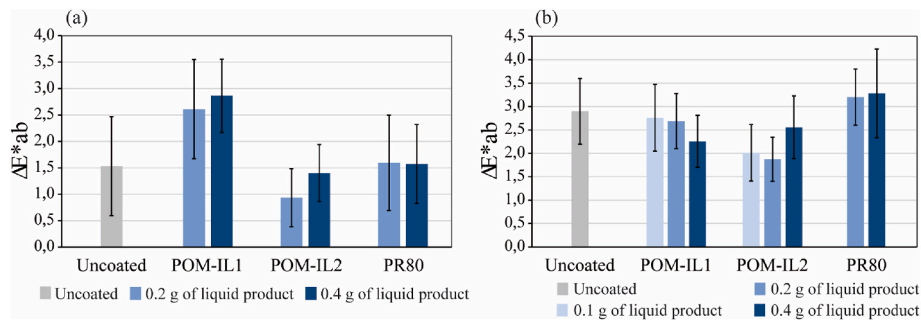 (a)
ΔE*ab
4,0
3,5
3,0
2,5
2,0
1,5
1,0
0,5
0,0
Uncoated POM-IL1 POM-IL2 PR80
Uncoated 0.2 g of liquid product 0.4 g of liquid product
(b)
ΔE*ab
4,5
4,0
3,5
3,0
2,5
2,0
1,5
1,0
0,5
0,0
Uncoated POM-IL1 POM-IL2 PR80
Uncoated 0.2 g of liquid product
0.1 g of liquid product 0.4 g of liquid product